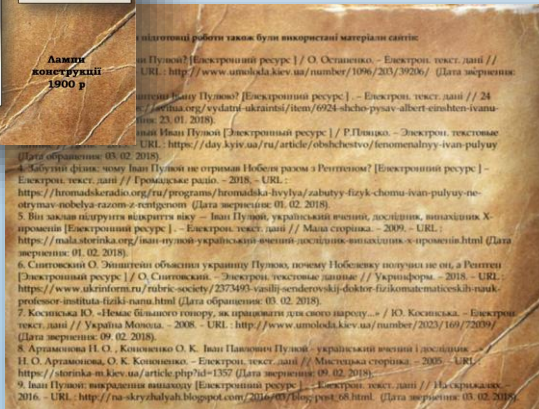 Лампи
конструкції
1900 р
підготовці роботи також були використані матеріали сайтів:
Пулюй? [Електронний ресурс] / О. Остапенко. – Електрон. текст. дані //
URL : http://www.umoloda.kiev.ua/number/1096/203/39206/ (Дата звернення:
Івану Пулюю? [Електронний ресурс] . – Електрон. текст. дані // 24
/vydatni-ukraintsi/item/6924-shcho-pysav-albert-einshten-ivanu-
23. 01. 2018).
Иван Пулюй [Электронный ресурс] / Р.Пляцко. – Электрон. текстовые
URL : https://day.kyiv.ua/ru/article/obshchestvo/fenomenalnyy-ivan-pulyuy
(Дата обращения: 03. 02. 2018).
4. Забутий фізик: чому Іван Пулюй не отримав Нобеля разом з Рентгеном? [Електронний ресурс] –
Електрон. текст. дані // Громадське радіо. – 2018. – URL :
https://hromadskeradio.org/ru/programs/hromadska-hvylya/zabutyy-fizyk-chomu-ivan-pulyuy-ne-
otrymav-nobelya-razom-z-rentgenom (Дата звернення: 01. 02. 2018).
5. Він заклав підґрунтя відкриття віку — Іван Пулюй, український вчений, дослідник, винахідник Х-
променів [Електронний ресурс] . – Електрон. текст. дані // Мала сторінка. – 2009. – URL :
https://mala.storinka.org/іван-пулюй-український-вчений-дослідник-винахідник-х-променів.html (Дата
звернення: 01. 02. 2018).
6. Снитовский О. Эйнштейн объяснил украинцу Пулюю, почему Нобелевку получил не он, а Рентген
[Электронный ресурс] / О. Снитовский. – Электрон. текстовые данные // Укринформ. – 2018. – URL :
https://www.ukrinform.ru/rubric-society/2373493-vasilij-senderovskij-doktor-fizikomatematiceskih-nauk-
professor-instituta-fiziki-nanu.html (Дата обращения: 03. 02. 2018).
7. Косинська Ю. «Немає більшого гонору, як працювати для свого народу...» / Ю. Косинська. – Електрон.
текст. дані // Україна Молода. – 2008. – URL : http://www.umoloda.kiev.ua/number/2023/169/72039/
(Дата звернення: 09. 02. 2018).
8. Артамонова Н. О. , Кононенко О. К. Іван Павлович Пулюй - український вчений і дослідник /
Н. О. Артамонова, О. К. Кононенко. – Електрон. текст. дані // Мистецька сторінка. – 2005. – URL :
https://storinka-m.kiev.ua/article.php?id=1357 (Дата звернення: 09. 02. 2018).
9. Іван Пулюй: викрадення винаходу [Електронний ресурс] . – Електрон. текст. дані // На скрижалях. –
2016. – URL : http://na-skryzhalyah.blogspot.com/2016/03/blog-post_68.html (Дата звернення: 03. 02. 2018).